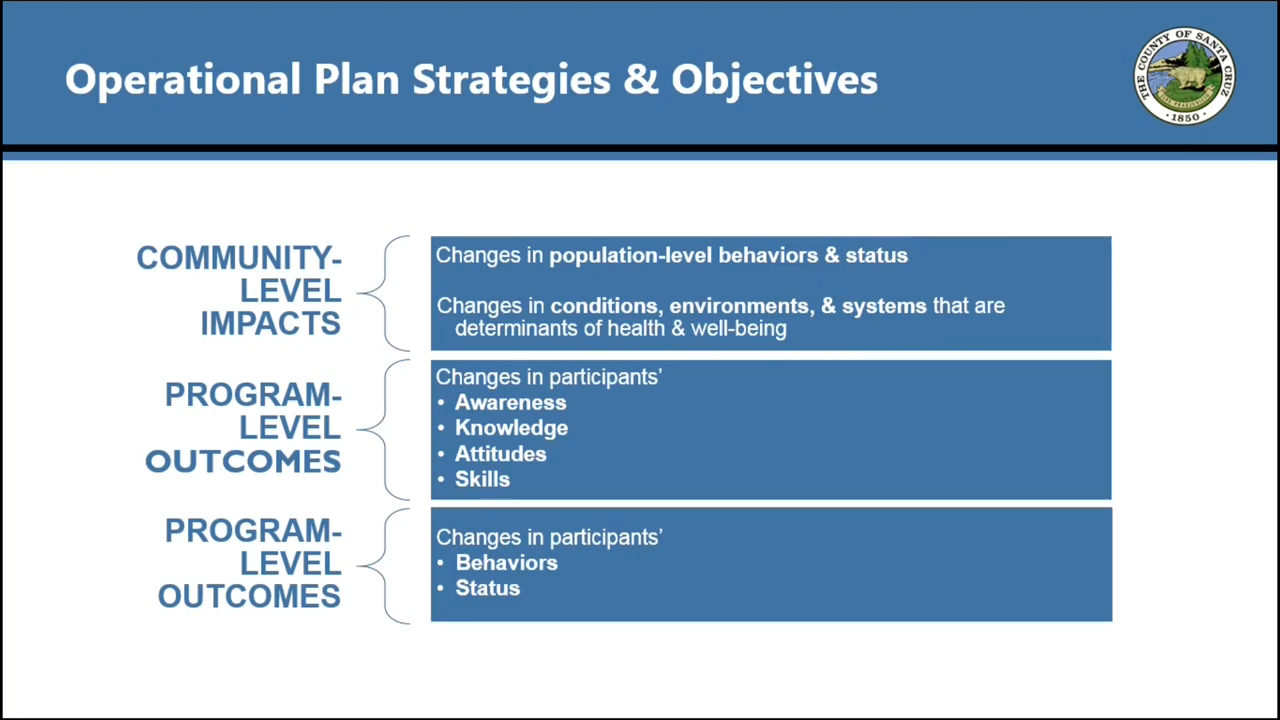 Operational Plan Strategies & Objectives
THE COUNTY OF SANTA CRUZ
· 1850 ·
COMMUNITY-
LEVEL
IMPACTS
Changes in population-level behaviors & status
Changes in conditions, environments, & systems that are
determinants of health & well-being
PROGRAM-
LEVEL
OUTCOMES
Changes in participants’
• Awareness
• Knowledge
• Attitudes
• Skills
PROGRAM-
LEVEL
OUTCOMES
Changes in participants’
• Behaviors
• Status